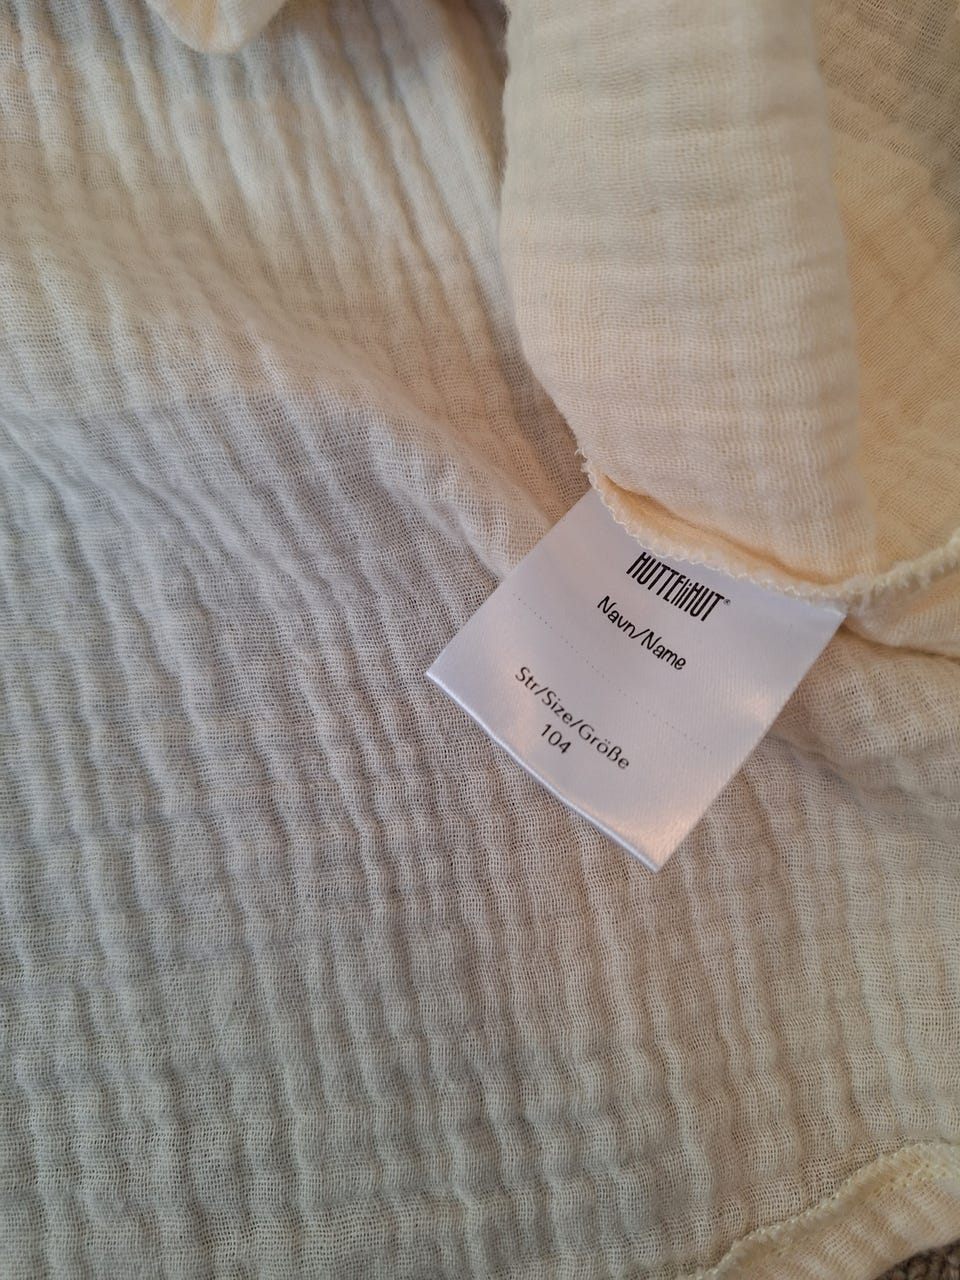 HUTTEliHUT®
Navn/Name
Str/Size/Größe
104